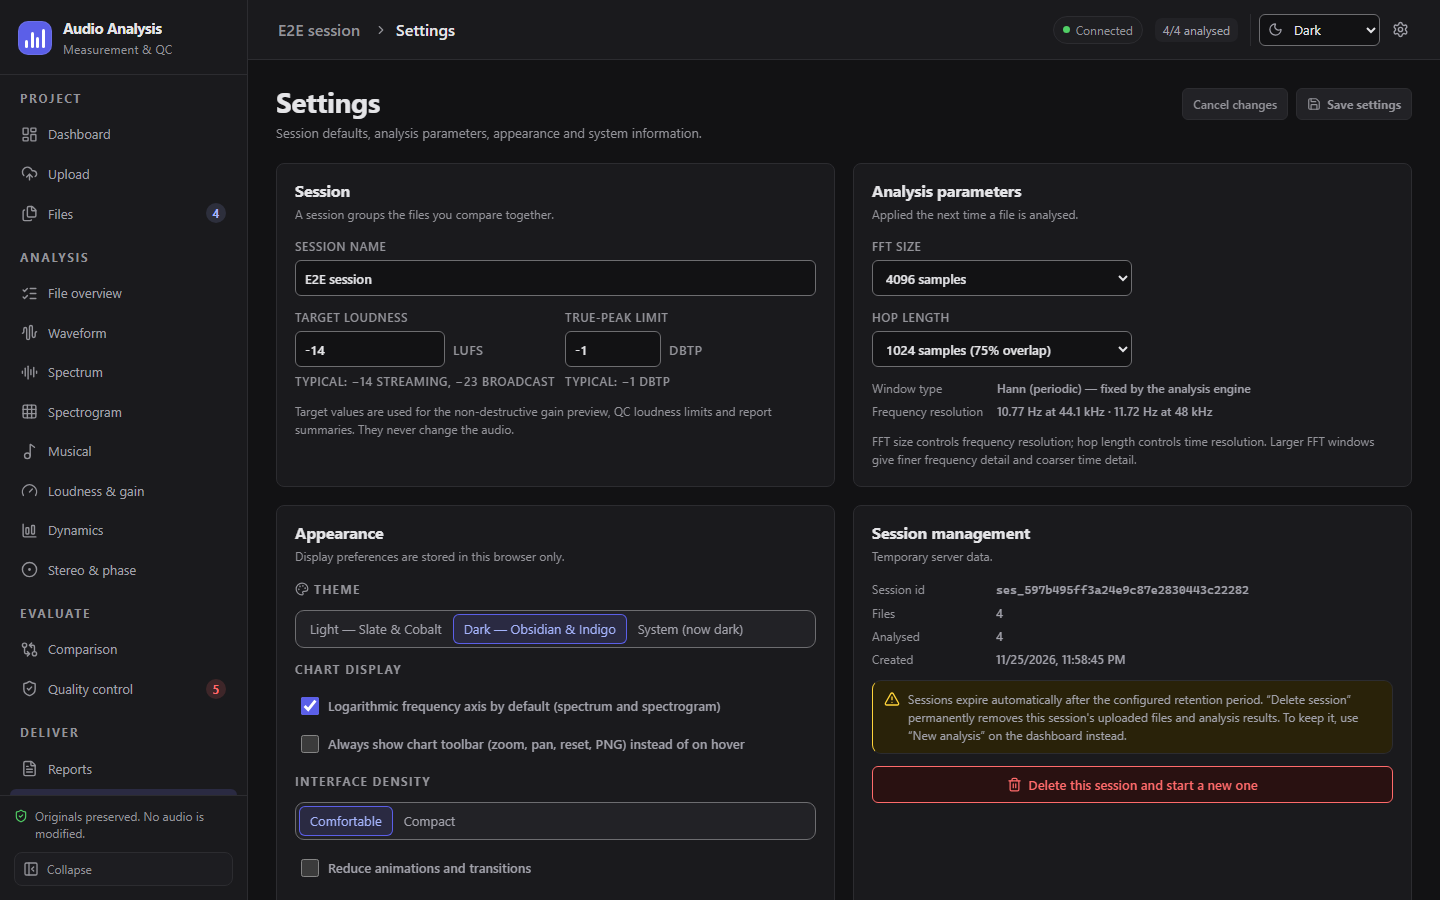 Audio Analysis
Measurement & QC
PROJECT
Dashboard
Upload
Files 4
ANALYSIS
File overview
Waveform
Spectrum
Spectrogram
Musical
Loudness & gain
Dynamics
Stereo & phase
EVALUATE
Comparison
Quality control 5
DELIVER
Reports
Originals preserved. No audio is
modified.
Collapse
E2E session > Settings
Connected
4/4 analysed
Dark
Settings
Session defaults, analysis parameters, appearance and system information.
Cancel changes
Save settings
Session
A session groups the files you compare together.
SESSION NAME
E2E session
TARGET LOUDNESS
-14 LUFS
TYPICAL: −14 STREAMING, −23 BROADCAST
TRUE-PEAK LIMIT
-1 DBTP
TYPICAL: −1 DBTP
Target values are used for the non-destructive gain preview, QC loudness limits and report
summaries. They never change the audio.
Analysis parameters
Applied the next time a file is analysed.
FFT SIZE
4096 samples
HOP LENGTH
1024 samples (75% overlap)
Window type Hann (periodic) — fixed by the analysis engine
Frequency resolution 10.77 Hz at 44.1 kHz · 11.72 Hz at 48 kHz
FFT size controls frequency resolution; hop length controls time resolution. Larger FFT windows
give finer frequency detail and coarser time detail.
Appearance
Display preferences are stored in this browser only.
THEME
Light — Slate & Cobalt
Dark — Obsidian & Indigo
System (now dark)
CHART DISPLAY
Logarithmic frequency axis by default (spectrum and spectrogram)
Always show chart toolbar (zoom, pan, reset, PNG) instead of on hover
INTERFACE DENSITY
Comfortable
Compact
Reduce animations and transitions
Session management
Temporary server data.
Session id ses_597b495ff3a24e9c87e2830443c22282
Files 4
Analysed 4
Created 11/25/2026, 11:58:45 PM
Sessions expire automatically after the configured retention period. “Delete session”
permanently removes this session's uploaded files and analysis results. To keep it, use
“New analysis” on the dashboard instead.
Delete this session and start a new one